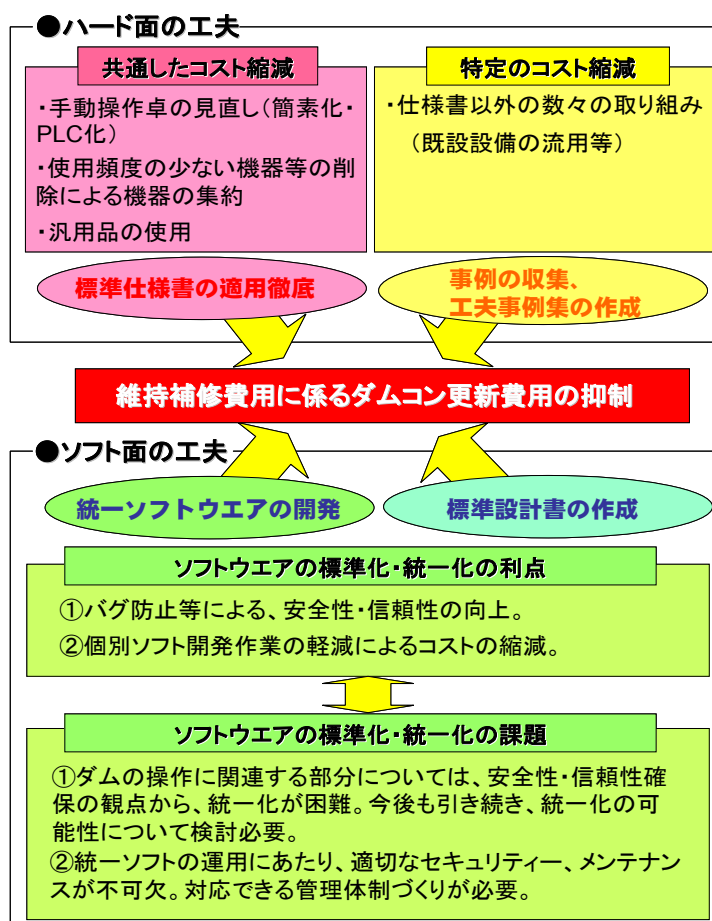 ●ハード面の工夫
共通したコスト縮減
・手動操作卓の見直し(簡素化・
PLC化)
・使用頻度の少ない機器等の削
除による機器の集約
・汎用品の使用
標準仕様書の適用徹底
特定のコスト縮減
・仕様書以外の数々の取り組み
(既設設備の流用等)
事例の収集、
工夫事例集の作成
維持補修費用に係るダムコン更新費用の抑制
●ソフト面の工夫
統一ソフトウエアの開発
標準設計書の作成
ソフトウエアの標準化・統一化の利点
①バグ防止等による、安全性・信頼性の向上。
②個別ソフト開発作業の軽減によるコストの縮減。
ソフトウエアの標準化・統一化の課題
①ダムの操作に関連する部分については、安全性・信頼性確
保の観点から、統一化が困難。今後も引き続き、統一化の可
能性について検討必要。
②統一ソフトの運用にあたり、適切なセキュリティー、メンテナン
スが不可欠。対応できる管理体制づくりが必要。